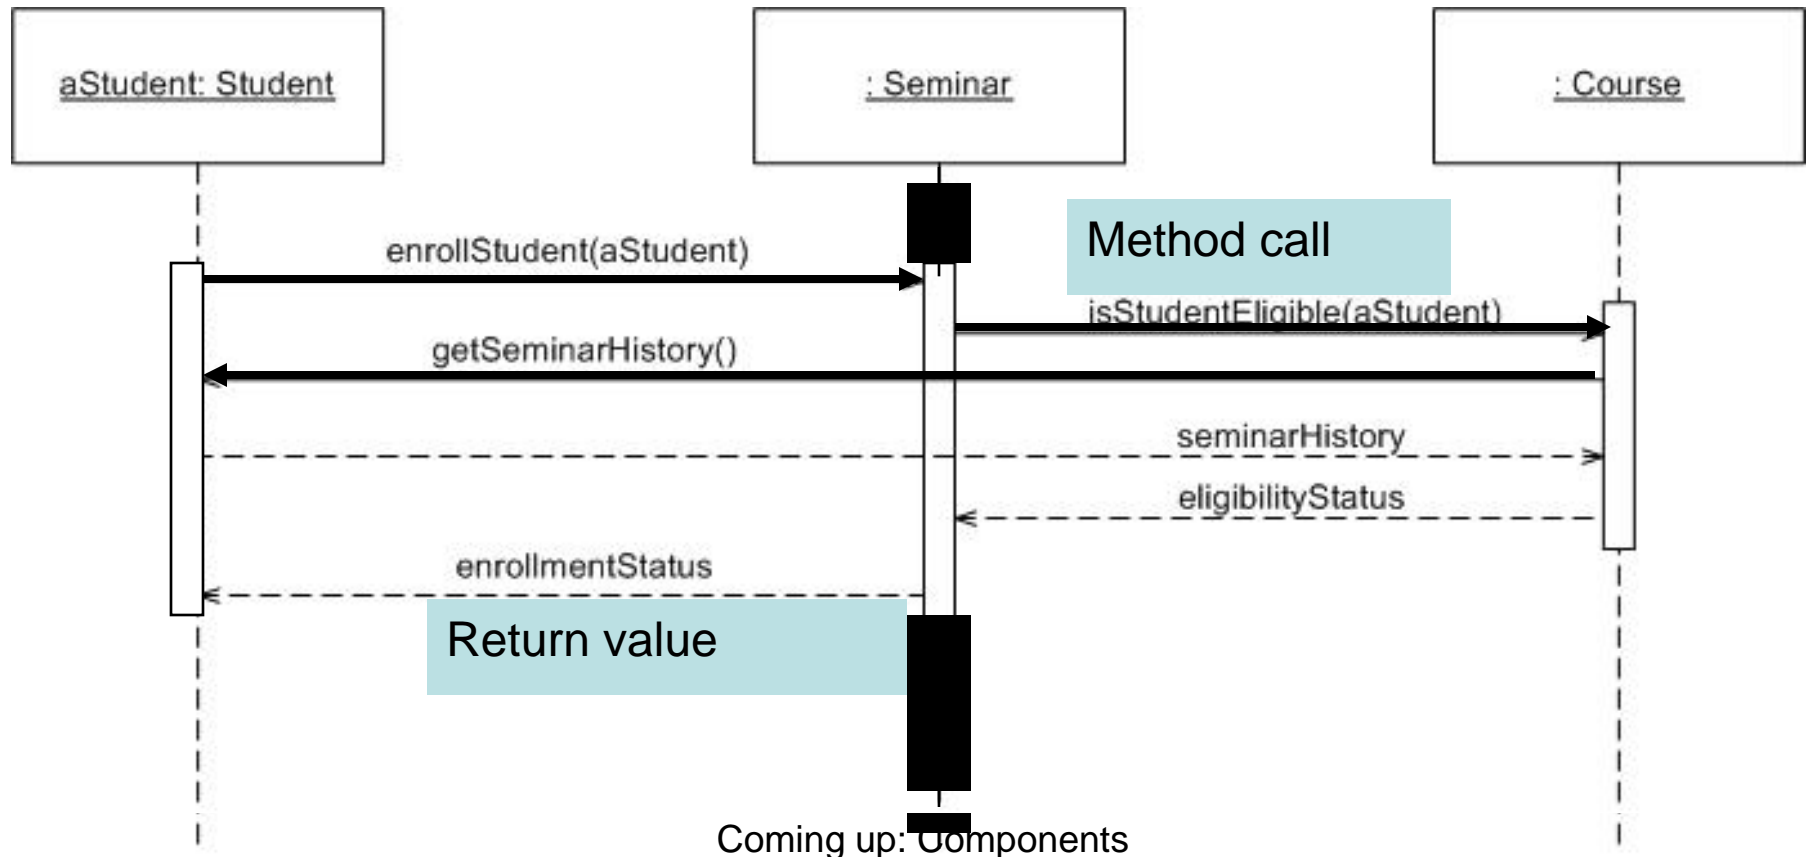 aStudent: Student
: Seminar
: Course
Method call
enrollStudent(aStudent)
isStudentEligible(aStudent)
getSeminarHistory()
seminarHistory
eligibilityStatus
enrollmentStatus
Return value
Coming up: Components